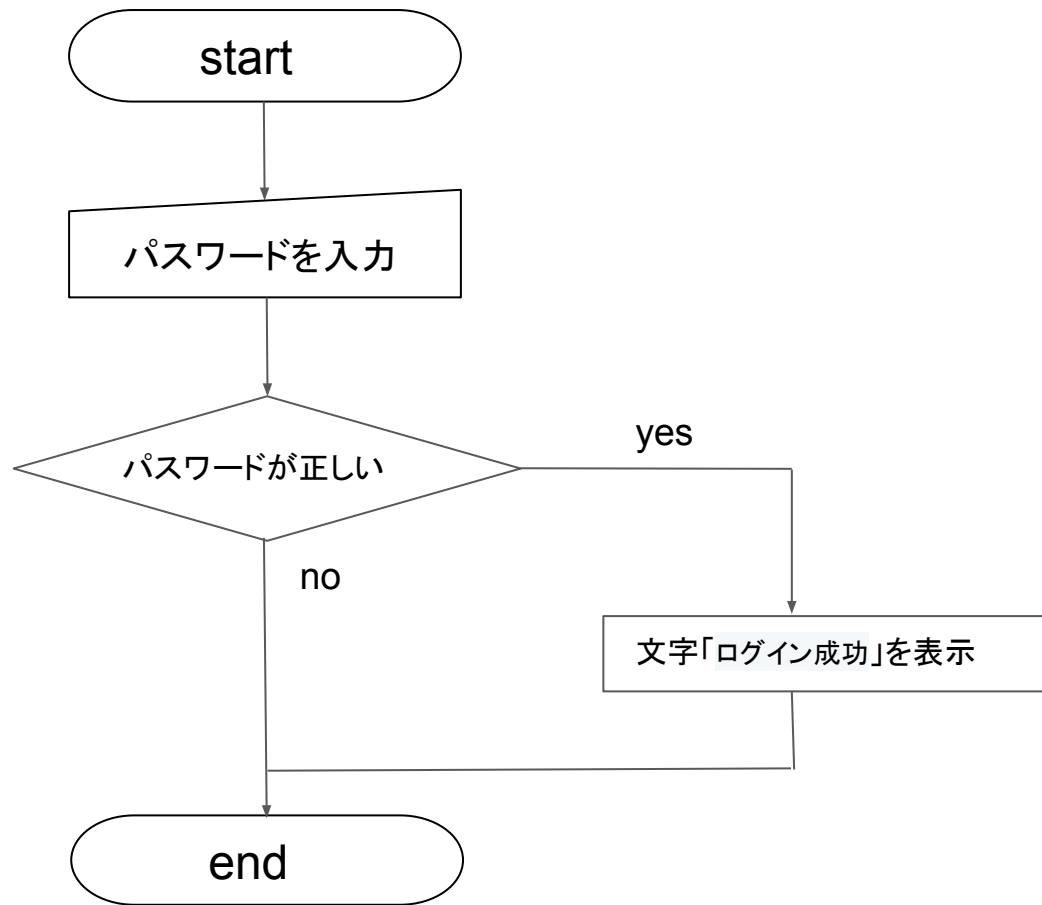 start
パスワードを入力
パスワードが正しい
yes
no
文字「ログイン成功」を表示
end